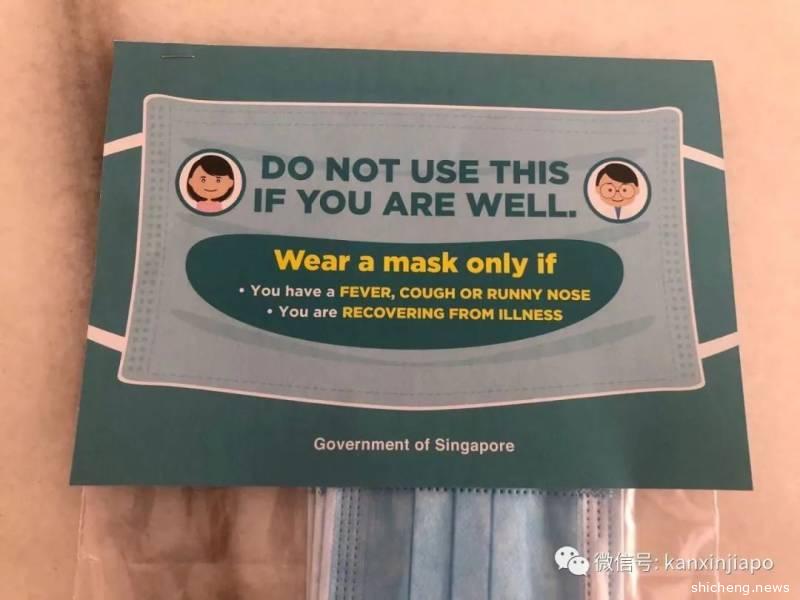 DO NOT USE THIS
IF YOU ARE WELL.
Wear a mask only if
• You have a FEVER, COUGH OR RUNNY NOSE
• You are RECOVERING FROM ILLNESS
Government of Singapore
微信号: kanxinjiapo
shicheng.news